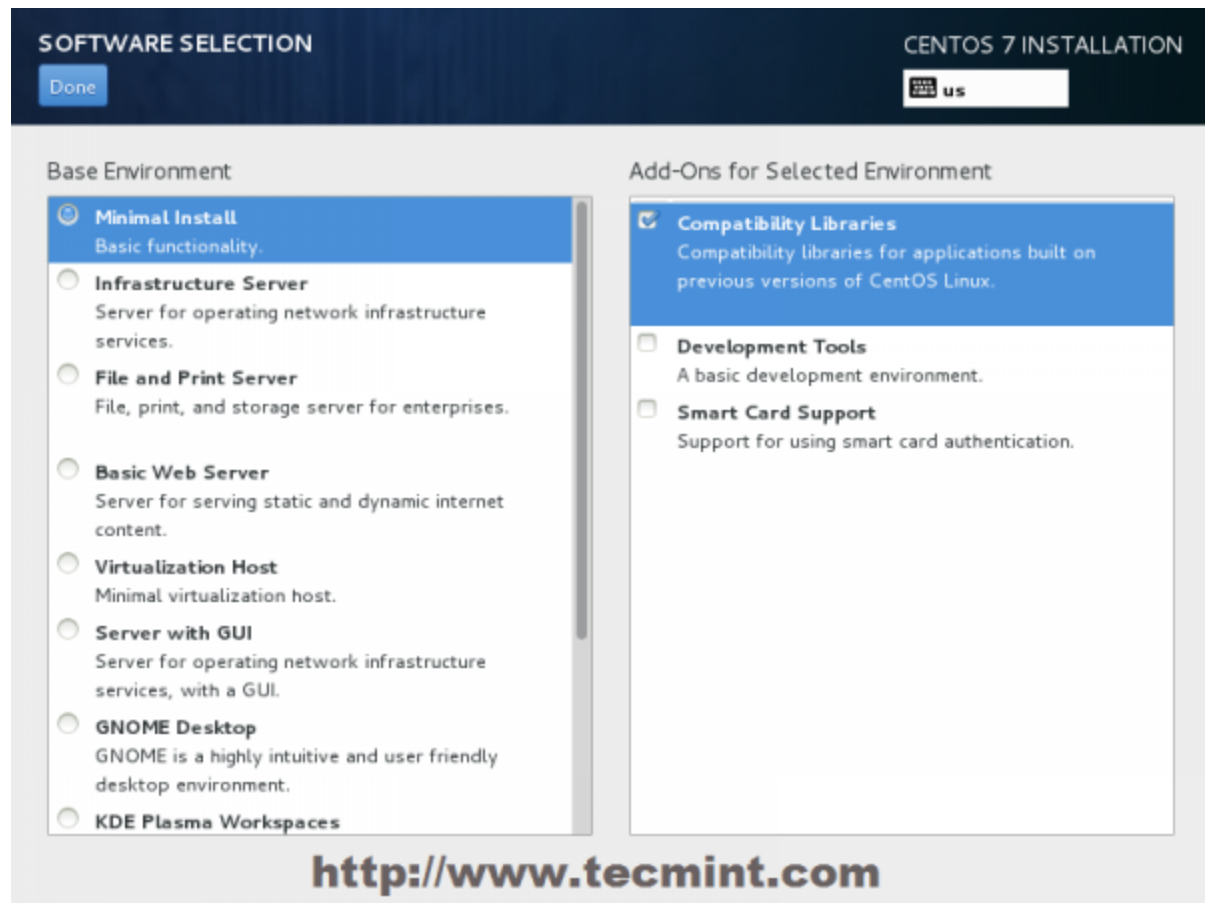 SOFTWARE SELECTION
CENTOS 7 INSTALLATION
Done
us
Base Environment
Minimal Install
Basic functionality.
Infrastructure Server
Server for operating network infrastructure
services.
File and Print Server
File, print, and storage server for enterprises.
Basic Web Server
Server for serving static and dynamic internet
content.
Virtualization Host
Minimal virtualization host.
Server with GUI
Server for operating network infrastructure
services, with a GUI.
GNOME Desktop
GNOME is a highly intuitive and user friendly
desktop environment.
KDE Plasma Workspaces
Add-Ons for Selected Environment
Compatibility Libraries
Compatibility libraries for applications built on
previous versions of CentOS Linux.
Development Tools
A basic development environment.
Smart Card Support
Support for using smart card authentication.
http://www.tecmint.com